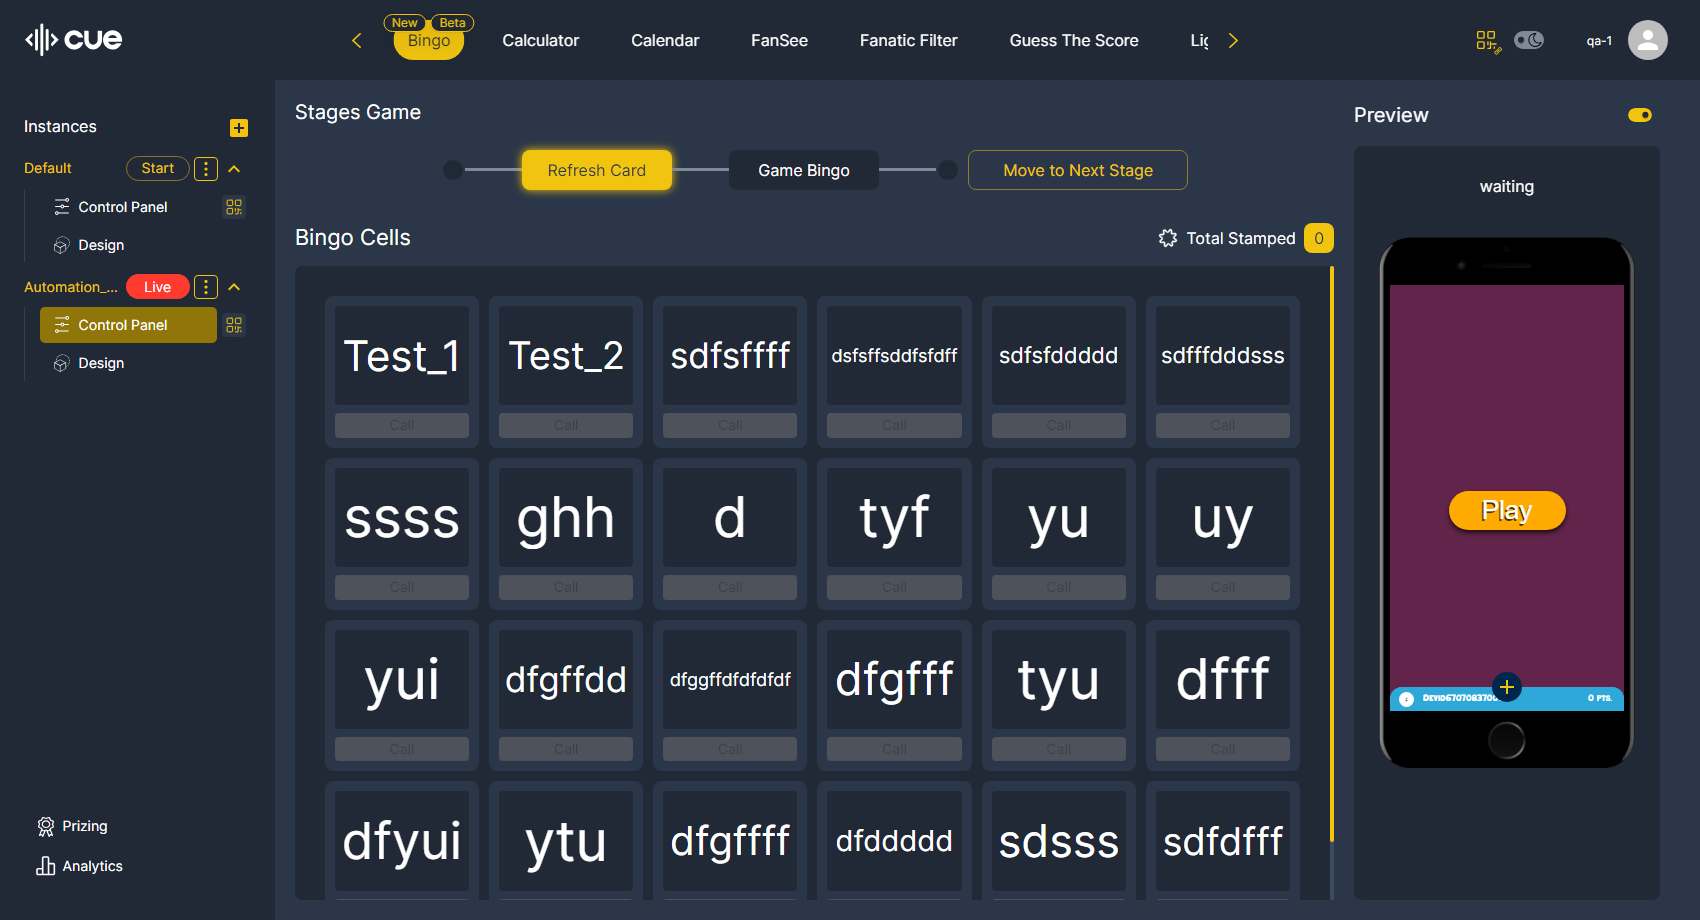 cue
New Beta
Bingo
Calculator
Calendar
FanSee
Fanatic Filter
Guess The Score
qa-1
Instances
Default
Start
Control Panel
Design
Automation_...
Live
Control Panel
Design
Prizing
Analytics
Stages Game
Refresh Card
Game Bingo
Move to Next Stage
Bingo Cells
Total Stamped 0
Test_1 Test_2 sdfsffff dsfsffsddfsfdff sdfsfddddd sdfffdddsss
Call Call Call Call Call Call
ssss ghh d tyf yu uy
Call Call Call Call Call Call
yui dfgffdd dfggffdfdfdfdf dfgfff tyu dfff
Call Call Call Call Call Call
dfyui ytu dfgffff dfddddd sdsss sdfdfff
Preview
waiting
Play
0 PTS.